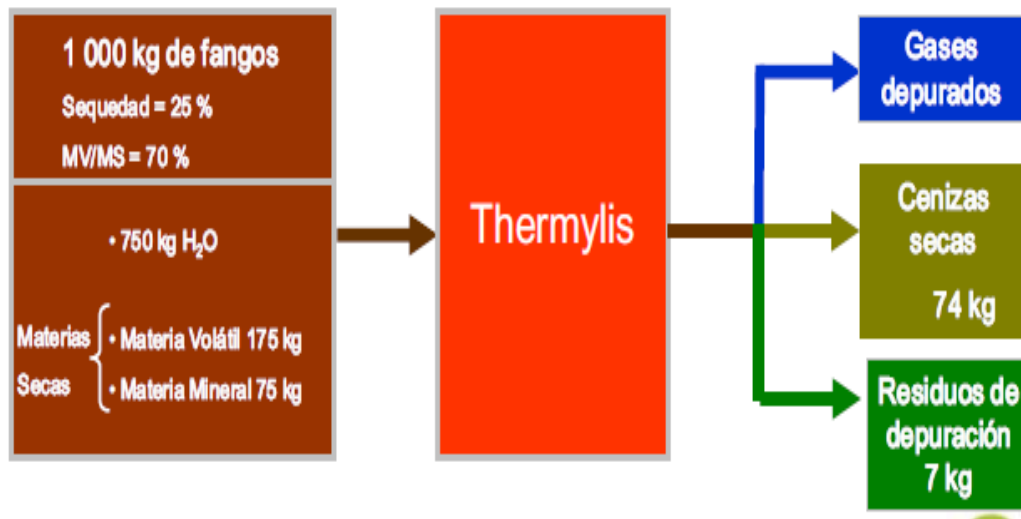 1 000 kg de fangos
Sequedad = 25 %
MV/MS = 70 %
• 750 kg H₂O
Materias
Secas
• Materia Volátil 175 kg
• Materia Mineral 75 kg
Thermylis
Gases
depurados
Cenizas
secas
74 kg
Residuos de
depuración
7 kg